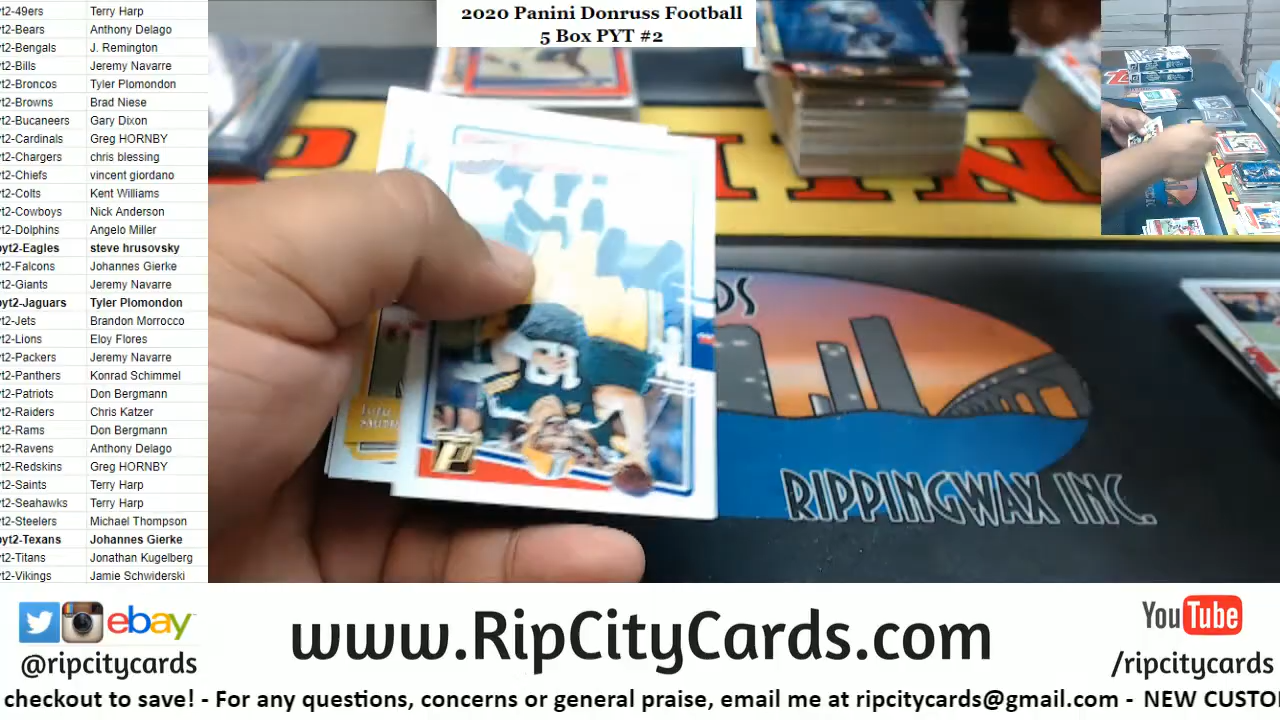 2020 Panini Donruss Football
5 Box PYT #2
yt2-49ers Terry Harp
yt2-Bears Anthony Delago
yt2-Bengals J. Remington
yt2-Bills Jeremy Navarre
yt2-Broncos Tyler Plomondon
yt2-Browns Brad Niese
yt2-Bucaneers Gary Dixon
yt2-Cardinals Greg HORNBY
yt2-Chargers chris blessing
yt2-Chiefs vincent giordano
yt2-Colts Kent Williams
yt2-Cowboys Nick Anderson
yt2-Dolphins Angelo Miller
pyt2-Eagles steve hrusovsky
yt2-Falcons Johannes Gierke
yt2-Giants Jeremy Navarre
pyt2-Jaguars Tyler Plomondon
yt2-Jets Brandon Morrocco
yt2-Lions Eloy Flores
yt2-Packers Jeremy Navarre
yt2-Panthers Konrad Schimmel
yt2-Patriots Don Bergmann
yt2-Raiders Chris Katzer
yt2-Rams Don Bergmann
yt2-Ravens Anthony Delago
yt2-Redskins Greg HORNBY
yt2-Saints Terry Harp
yt2-Seahawks Terry Harp
yt2-Steelers Michael Thompson
pyt2-Texans Johannes Gierke
yt2-Titans Jonathan Kugelberg
yt2-Vikings Jamie Schwiderski
DS
RIPPINGWAX INC.
ebay
@ripcitycards
www.RipCityCards.com
YouTube
/ripcitycards
checkout to save! - For any questions, concerns or general praise, email me at ripcitycards@gmail.com - NEW CUSTO